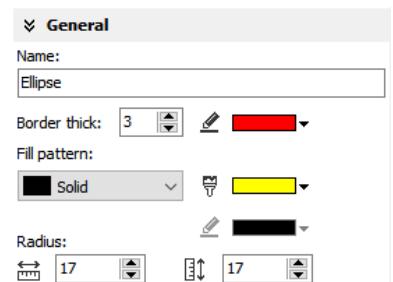 General
Name:
Ellipse
Border thick: 3
Fill pattern:
Solid
Radius:
17 17